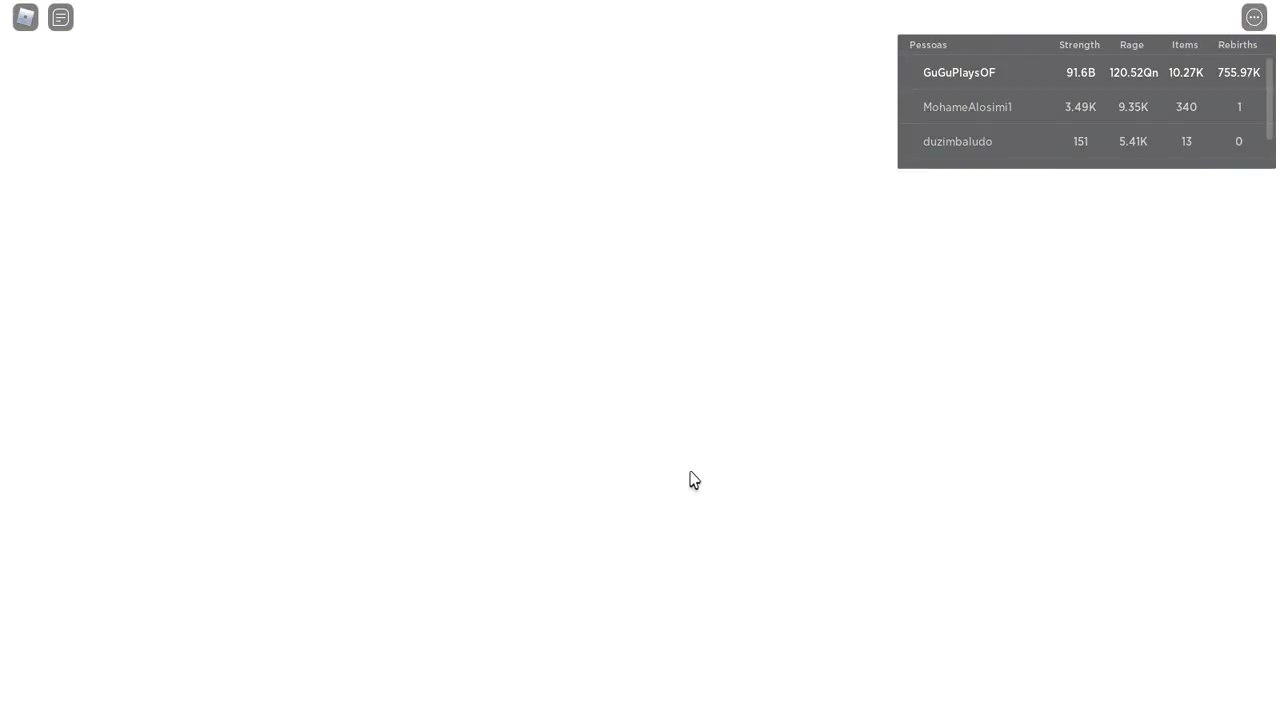 Pessoas Strength Rage Items Rebirths
GuGuPlaysOF 91.6B 120.52Qn 10.27K 755.97K
MohameAlosimi1 3.49K 9.35K 340 1
duzimbaludo 151 5.41K 13 0